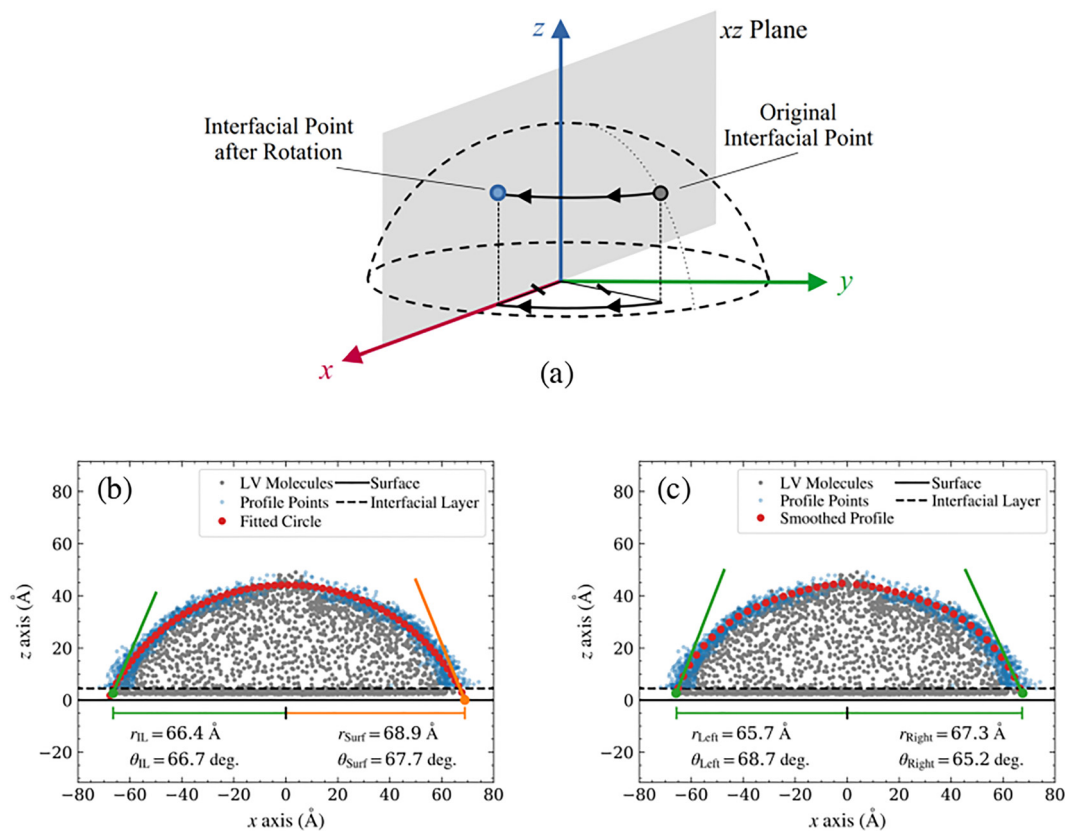 z
xz Plane
Interfacial Point
after Rotation
Original
Interfacial Point
y
x
(a)
(b)
LV Molecules
Profile Points
Fitted Circle
Surface
Interfacial Layer
80
60
40
20
0
−20
z axis (Å)
r_IL = 66.4 Å
θ_IL = 66.7 deg.
r_Surf = 68.9 Å
θ_Surf = 67.7 deg.
−80 −60 −40 −20 0 20 40 60 80
x axis (Å)
(c)
LV Molecules
Profile Points
Smoothed Profile
Surface
Interfacial Layer
80
60
40
20
0
−20
z axis (Å)
r_Left = 65.7 Å
θ_Left = 68.7 deg.
r_Right = 67.3 Å
θ_Right = 65.2 deg.
−80 −60 −40 −20 0 20 40 60 80
x axis (Å)